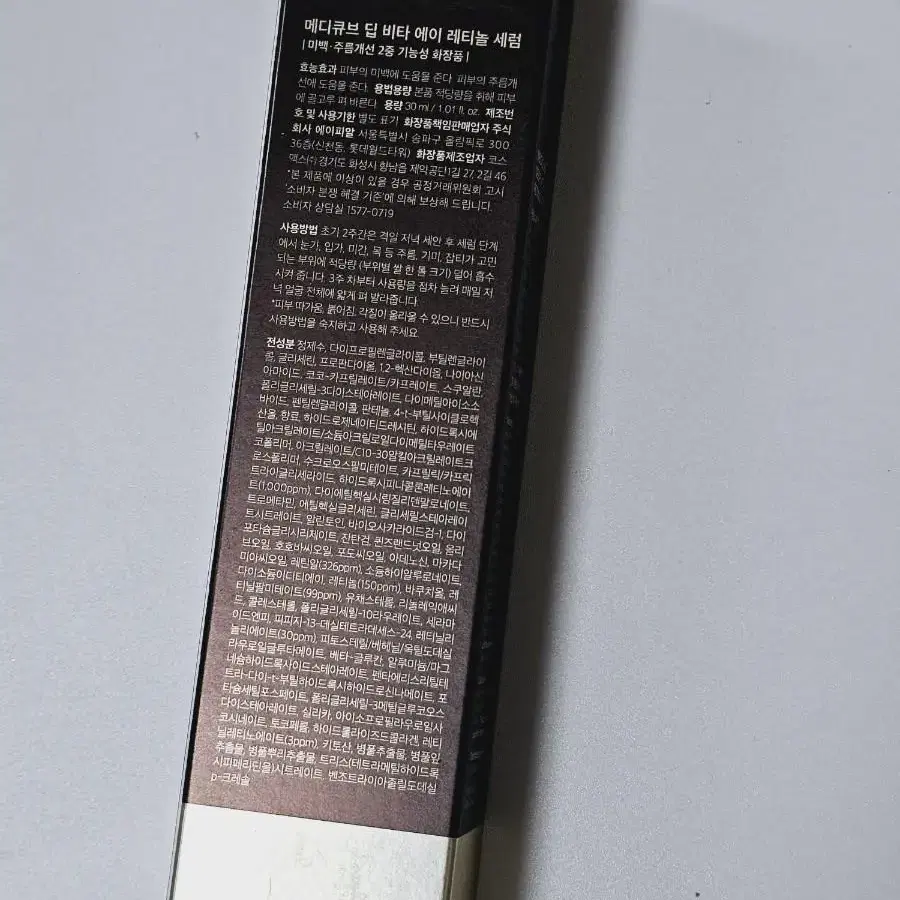 메디큐브 딥 비타 에이 레티놀 세럼
| 미백·주름개선 2중 기능성 화장품 |
효능효과 피부의 미백에 도움을 준다. 피부의 주름개
선에 도움을 준다. 용법용량 본품 적당량을 취해 피부
에 골고루 펴 바른다. 용량 30 ml / 1.01 fl. oz. 제조번
호 및 사용기한 별도 표기 화장품책임판매업자 주식
회사 에이피알 서울특별시 송파구 올림픽로 300
36층(신천동, 롯데월드타워) 화장품제조업자 코스
맥스㈜ 경기도 화성시 향남읍 제약공단1길 27, 2길 46
*본 제품에 이상이 있을 경우 공정거래위원회 고시
'소비자 분쟁 해결 기준'에 의해 보상해 드립니다.
소비자 상담실 1577-0719
사용방법 초기 2주간은 격일 저녁 세안 후 세럼 단계
에서 눈가, 입가, 미간, 목 등 주름, 기미, 잡티가 고민
되는 부위에 적당량 (부위별 쌀 한 톨 크기) 덜어 흡수
시켜 줍니다. 3주 차부터 사용량을 점차 늘려 매일 저
녁 얼굴 전체에 얇게 펴 발라줍니다.
*피부 따가움, 붉어짐, 각질이 올라올 수 있으니 반드시
사용방법을 숙지하고 사용해 주세요.
전성분 정제수, 다이프로필렌글라이콜, 부틸렌글라이
콜, 글리세린, 프로판다이올, 1,2-헥산다이올, 나이아신
아마이드, 코코-카프릴레이트/카프레이트, 스쿠알란,
폴리글리세릴-3다이스테아레이트, 다이메틸아이소소
바이드, 펜틸렌글라이콜, 판테놀, 4-t-부틸사이클로헥
산올, 향료, 하이드로제네이티드레시틴, 하이드록시에
틸아크릴레이트/소듐아크릴로일다이메틸타우레이트
코폴리머, 아크릴레이트/C10-30알킬아크릴레이트크
로스폴리머, 수크로오스팔미테이트, 카프릴릭/카프릭
트라이글리세라이드, 하이드록시피나콜론레티노에이
트(1,000ppm), 다이에틸헥실시링질리덴말로네이트,
트로메타민, 에틸헥실글리세린, 글리세릴스테아레이
트시트레이트, 알란토인, 바이오사카라이드검-1, 다이
포타슘글리시리제이트, 잔탄검, 퀸즈랜드넛오일, 올리
브오일, 호호바씨오일, 포도씨오일, 아데노신, 마카다
미아씨오일, 레틴알(326ppm), 소듐하이알루로네이트,
다이소듐이디티에이, 레티놀(150ppm), 바쿠치올, 레
티닐팔미테이트(99ppm), 유채스테롤, 리놀레익애씨
드, 콜레스테롤, 폴리글리세릴-10라우레이트, 세라마
이드엔피, 피피지-13-데실테트라데세스-24, 레티닐리
놀리에이트(30ppm), 피토스테릴/베헤닐/옥틸도데실
라우로일글루타메이트, 베타-글루칸, 알루미늄/마그
네슘하이드록사이드스테아레이트, 펜타에리스리틸테
트라-다이-t-부틸하이드록시하이드로신나메이트, 포
타슘세틸포스페이트, 폴리글리세릴-3메틸글루코오스
다이스테아레이트, 실리카, 아이소프로필라우로일사
코시네이트, 토코페롤, 하이드롤라이즈드콜라겐, 레티
닐레티노에이트(3ppm), 키토산, 병풀추출물, 병풀잎
추출물, 병풀뿌리추출물, 트리스(테트라메틸하이드록
시피페리딘올)시트레이트, 벤조트라이아졸릴도데실
p-크레솔